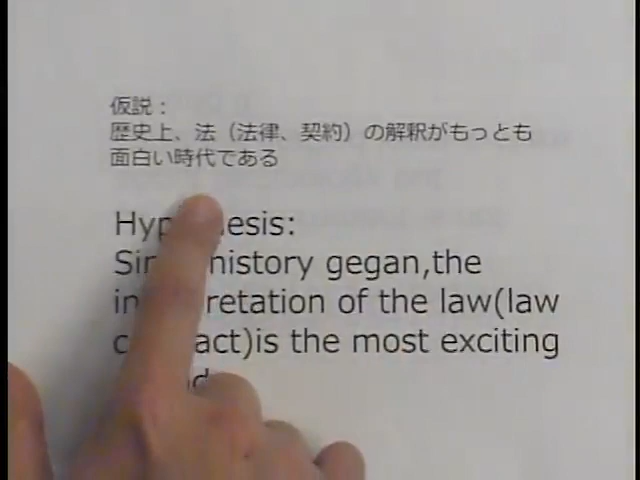 仮説：
歴史上、法（法律、契約）の解釈がもっとも
面白い時代である
history gegan,the
of the law(law
is the most exciting